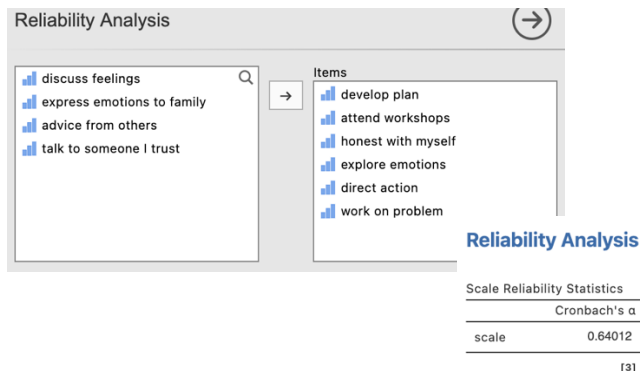 Reliability Analysis
discuss feelings
express emotions to family
advice from others
talk to someone I trust
Items
develop plan
attend workshops
honest with myself
explore emotions
direct action
work on problem
Reliability Analysis
Scale Reliability Statistics
Cronbach's α
scale 0.64012
[3]